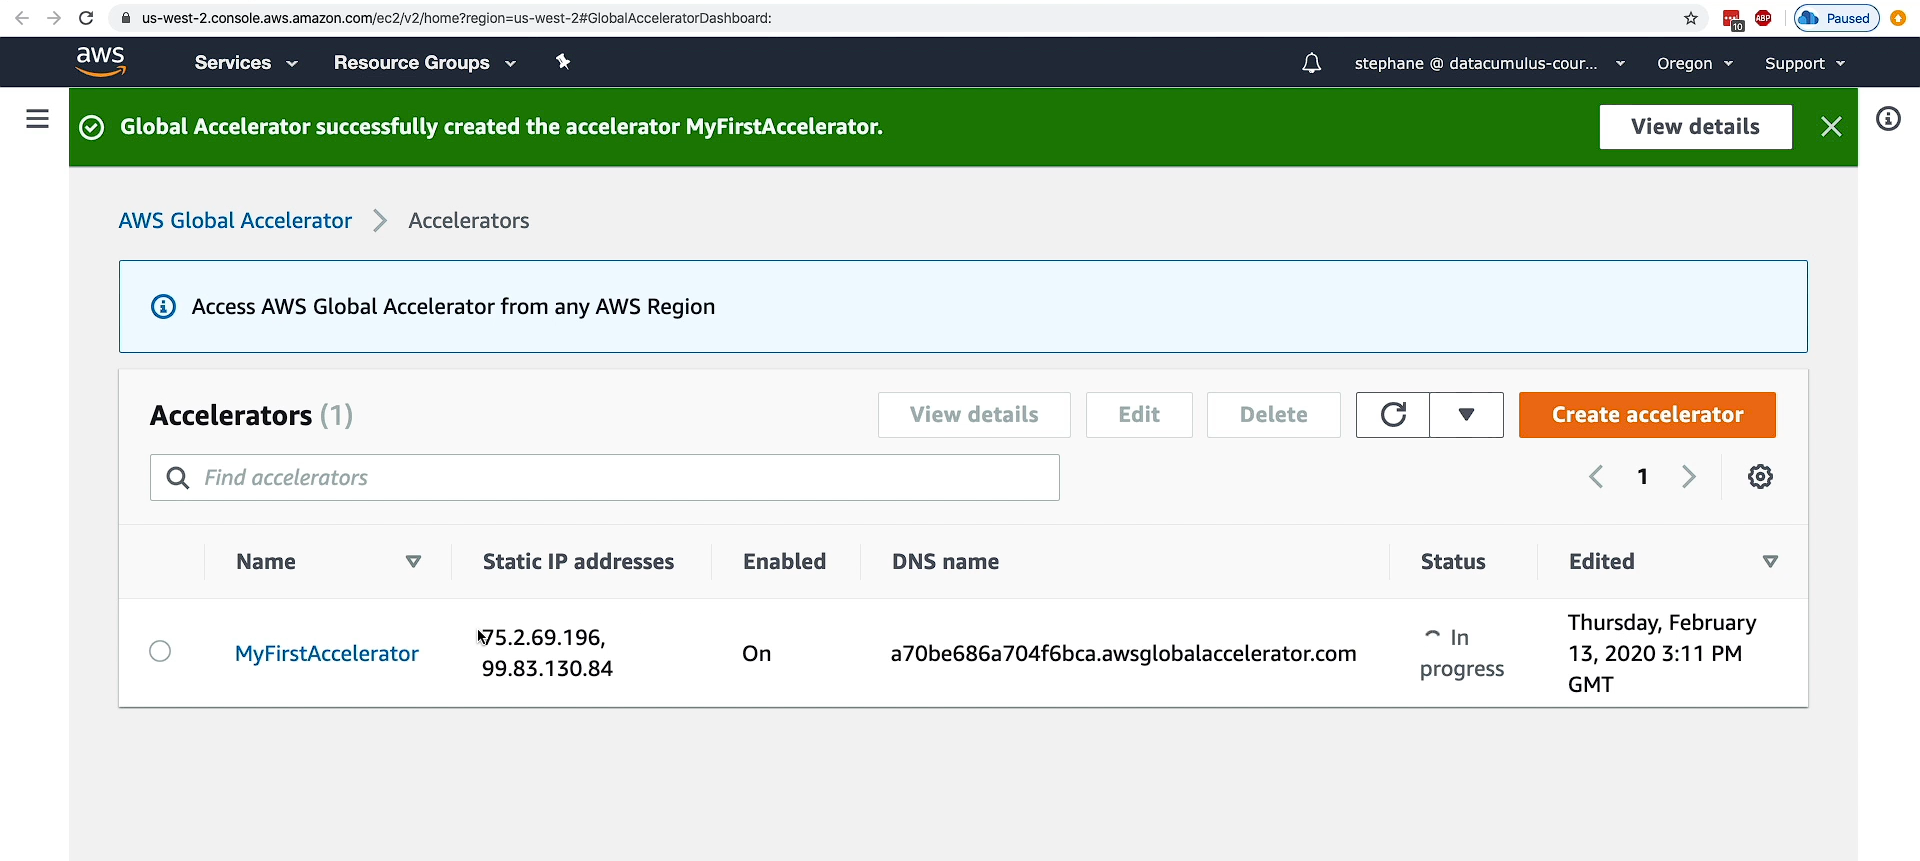 us-west-2.console.aws.amazon.com/ec2/v2/home?region=us-west-2#GlobalAcceleratorDashboard:
10
ABP
Paused
aws
Services
Resource Groups
stephane @ datacumulus-cour...
Oregon
Support
Global Accelerator successfully created the accelerator MyFirstAccelerator.
View details
AWS Global Accelerator
Accelerators
Access AWS Global Accelerator from any AWS Region
Accelerators (1)
View details
Edit
Delete
Create accelerator
Find accelerators
1
Name
Static IP addresses
Enabled
DNS name
Status
Edited
MyFirstAccelerator
75.2.69.196,
99.83.130.84
On
a70be686a704f6bca.awsglobalaccelerator.com
In
progress
Thursday, February
13, 2020 3:11 PM
GMT